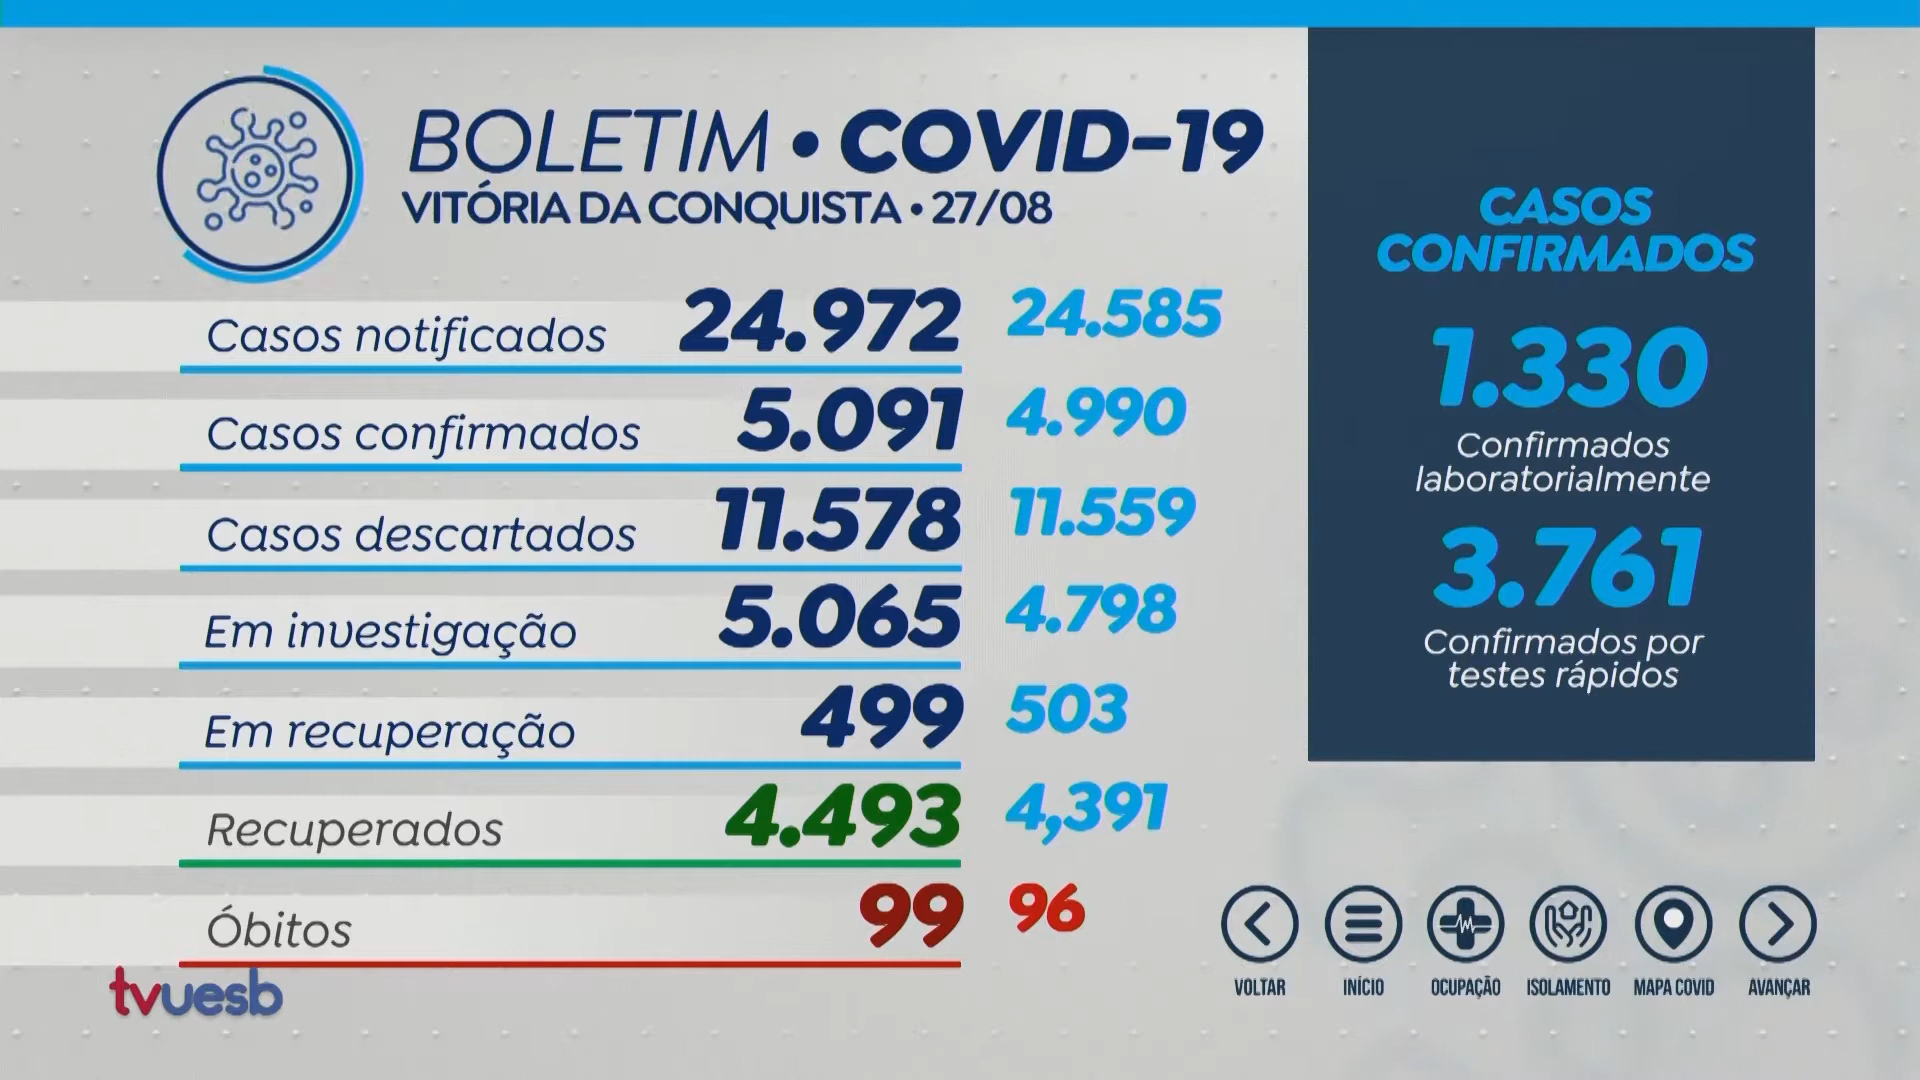 BOLETIM • COVID-19
VITÓRIA DA CONQUISTA • 27/08
Casos notificados 24.972 24.585
Casos confirmados 5.091 4.990
Casos descartados 11.578 11.559
Em investigação 5.065 4.798
Em recuperação 499 503
Recuperados 4.493 4,391
Óbitos 99 96
CASOS
CONFIRMADOS
1.330
Confirmados
laboratorialmente
3.761
Confirmados por
testes rápidos
VOLTAR INÍCIO OCUPAÇÃO ISOLAMENTO MAPA COVID AVANÇAR
tvuesb